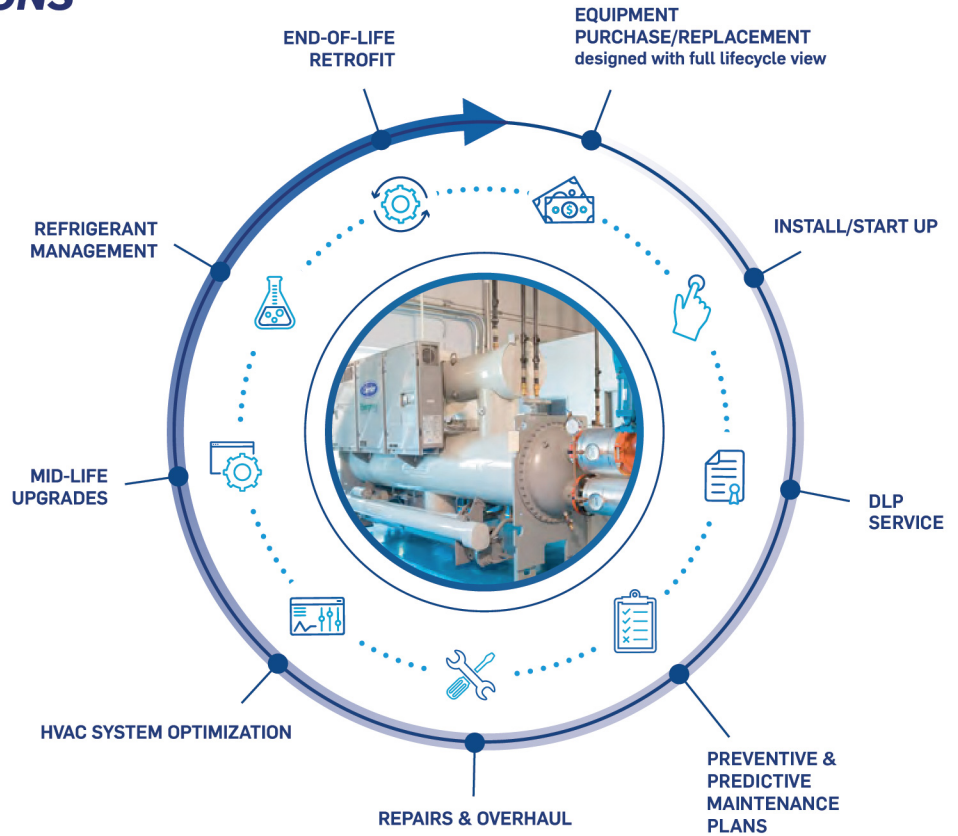 EQUIPMENT
PURCHASE/REPLACEMENT
designed with full lifecycle view
INSTALL/START UP
DLP
SERVICE
PREVENTIVE &
PREDICTIVE
MAINTENANCE
PLANS
REPAIRS & OVERHAUL
HVAC SYSTEM OPTIMIZATION
MID-LIFE
UPGRADES
REFRIGERANT
MANAGEMENT
END-OF-LIFE
RETROFIT